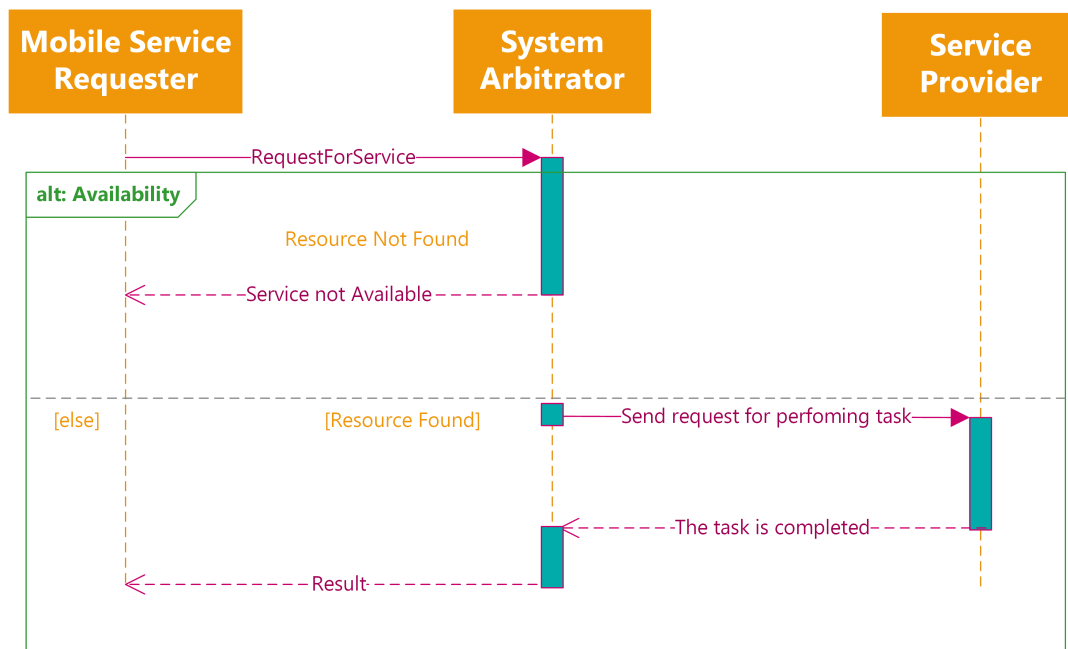 Mobile Service
Requester
System
Arbitrator
Service
Provider
RequestForService
alt: Availability
Resource Not Found
Service not Available
[else]
[Resource Found]
Send request for perfoming task
The task is completed
Result